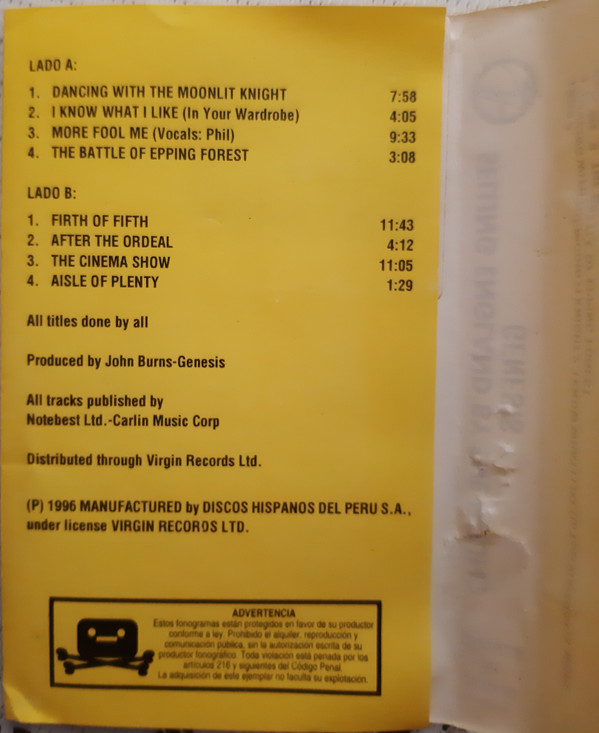 LADO A:
1. DANCING WITH THE MOONLIT KNIGHT 7:58
2. I KNOW WHAT I LIKE (In Your Wardrobe) 4:05
3. MORE FOOL ME (Vocals: Phil) 9:33
4. THE BATTLE OF EPPING FOREST 3:08
LADO B:
1. FIRTH OF FIFTH 11:43
2. AFTER THE ORDEAL 4:12
3. THE CINEMA SHOW 11:05
4. AISLE OF PLENTY 1:29
All titles done by all
Produced by John Burns-Genesis
All tracks published by
Notebest Ltd.-Carlin Music Corp
Distributed through Virgin Records Ltd.
(P) 1996 MANUFACTURED by DISCOS HISPANOS DEL PERU S.A.,
under license VIRGIN RECORDS LTD.
ADVERTENCIA
Estos fonogramas están protegidos en favor de su productor
conforme a ley. Prohibido el alquiler, reproducción y
comunicación pública, sin la autorización escrita de su
productor fonográfico. Toda violación está penada por los
artículos 216 y siguientes del Código Penal.
La adquisición de éste ejemplar no faculta su explotación.
GENESIS
SELLING ENGLAND